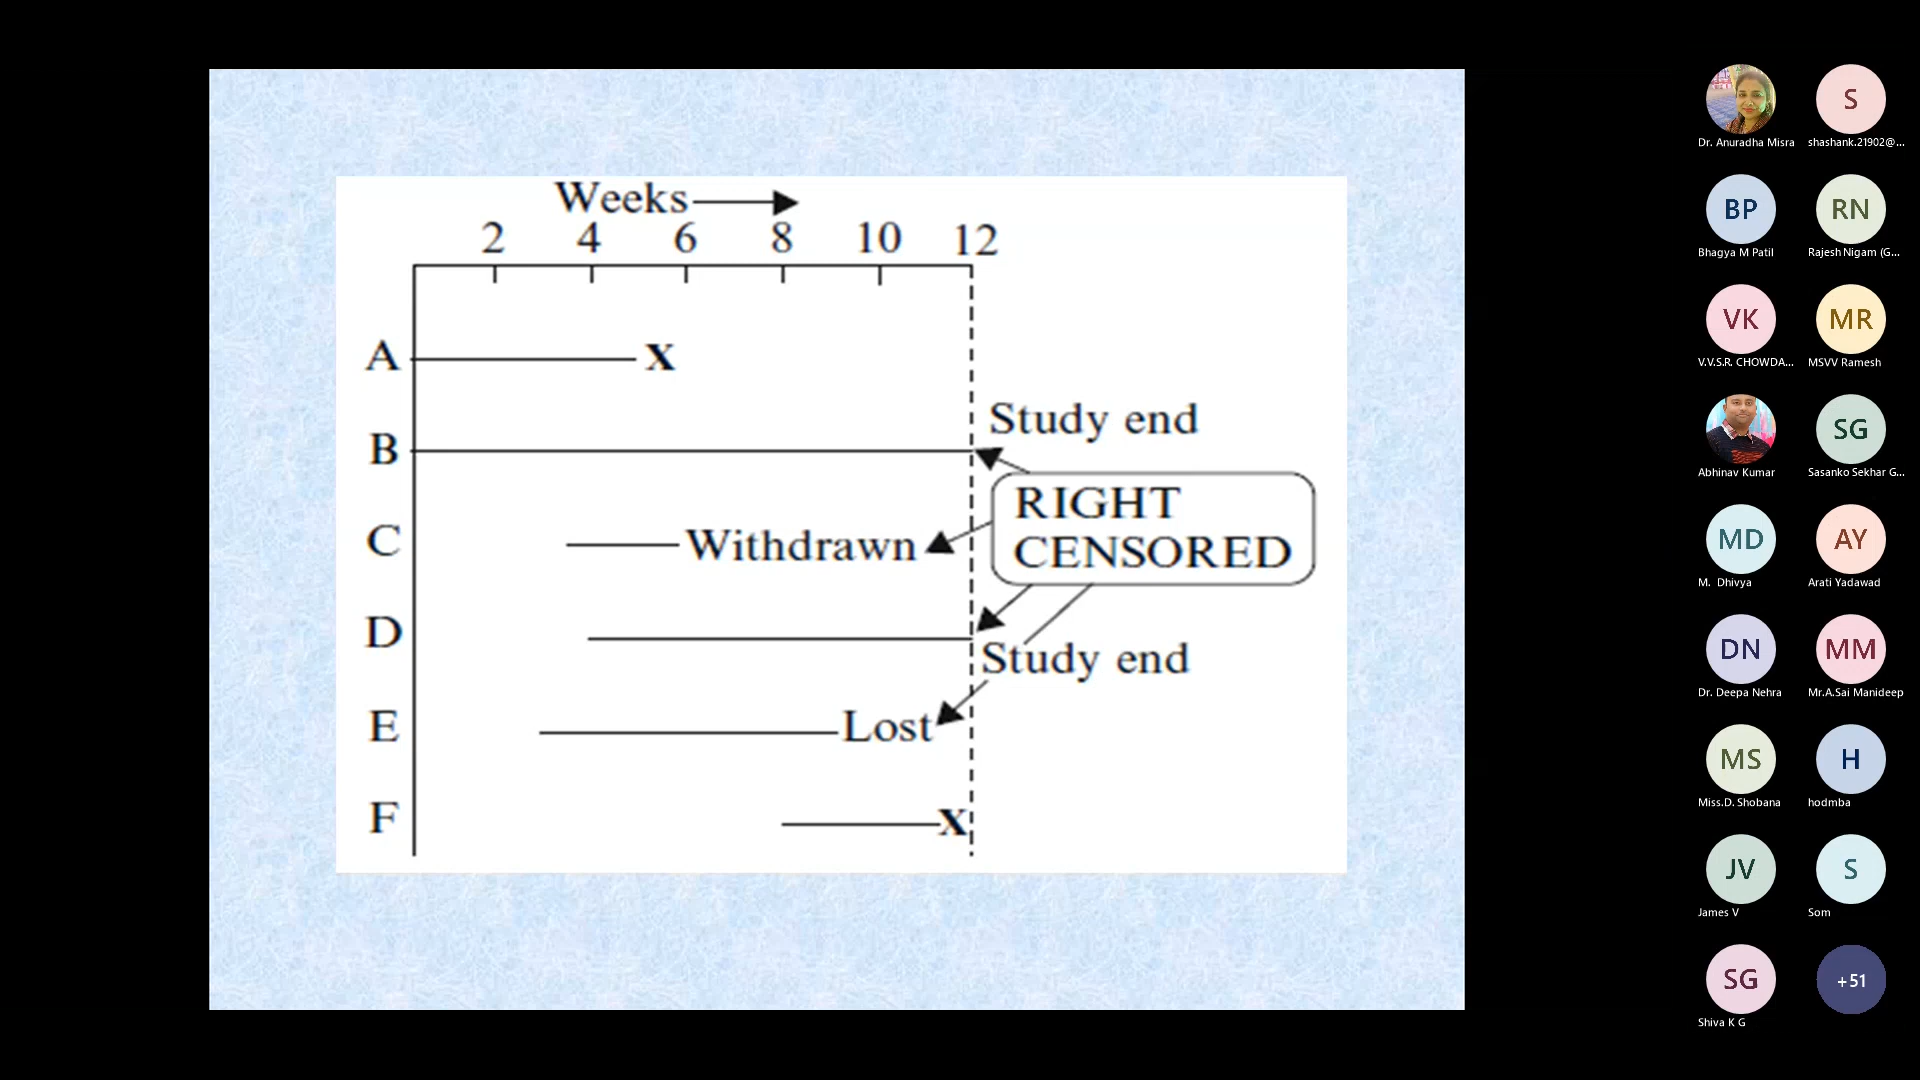 Weeks
2 4 6 8 10 12
A X
B
Study end
RIGHT
CENSORED
C Withdrawn
D
Study end
E Lost
F X
Dr. Anuradha Misra
S
shashank.21902@...
BP
Bhagya M Patil
RN
Rajesh Nigam (G...
VK
V.V.S.R. CHOWDA...
MR
MSVV Ramesh
Abhinav Kumar
SG
Sasanko Sekhar G...
MD
M. Dhivya
AY
Arati Yadawad
DN
Dr. Deepa Nehra
MM
Mr.A.Sai Manideep
MS
Miss.D. Shobana
H
hodmba
JV
James V
S
Som
SG
Shiva K G
+51